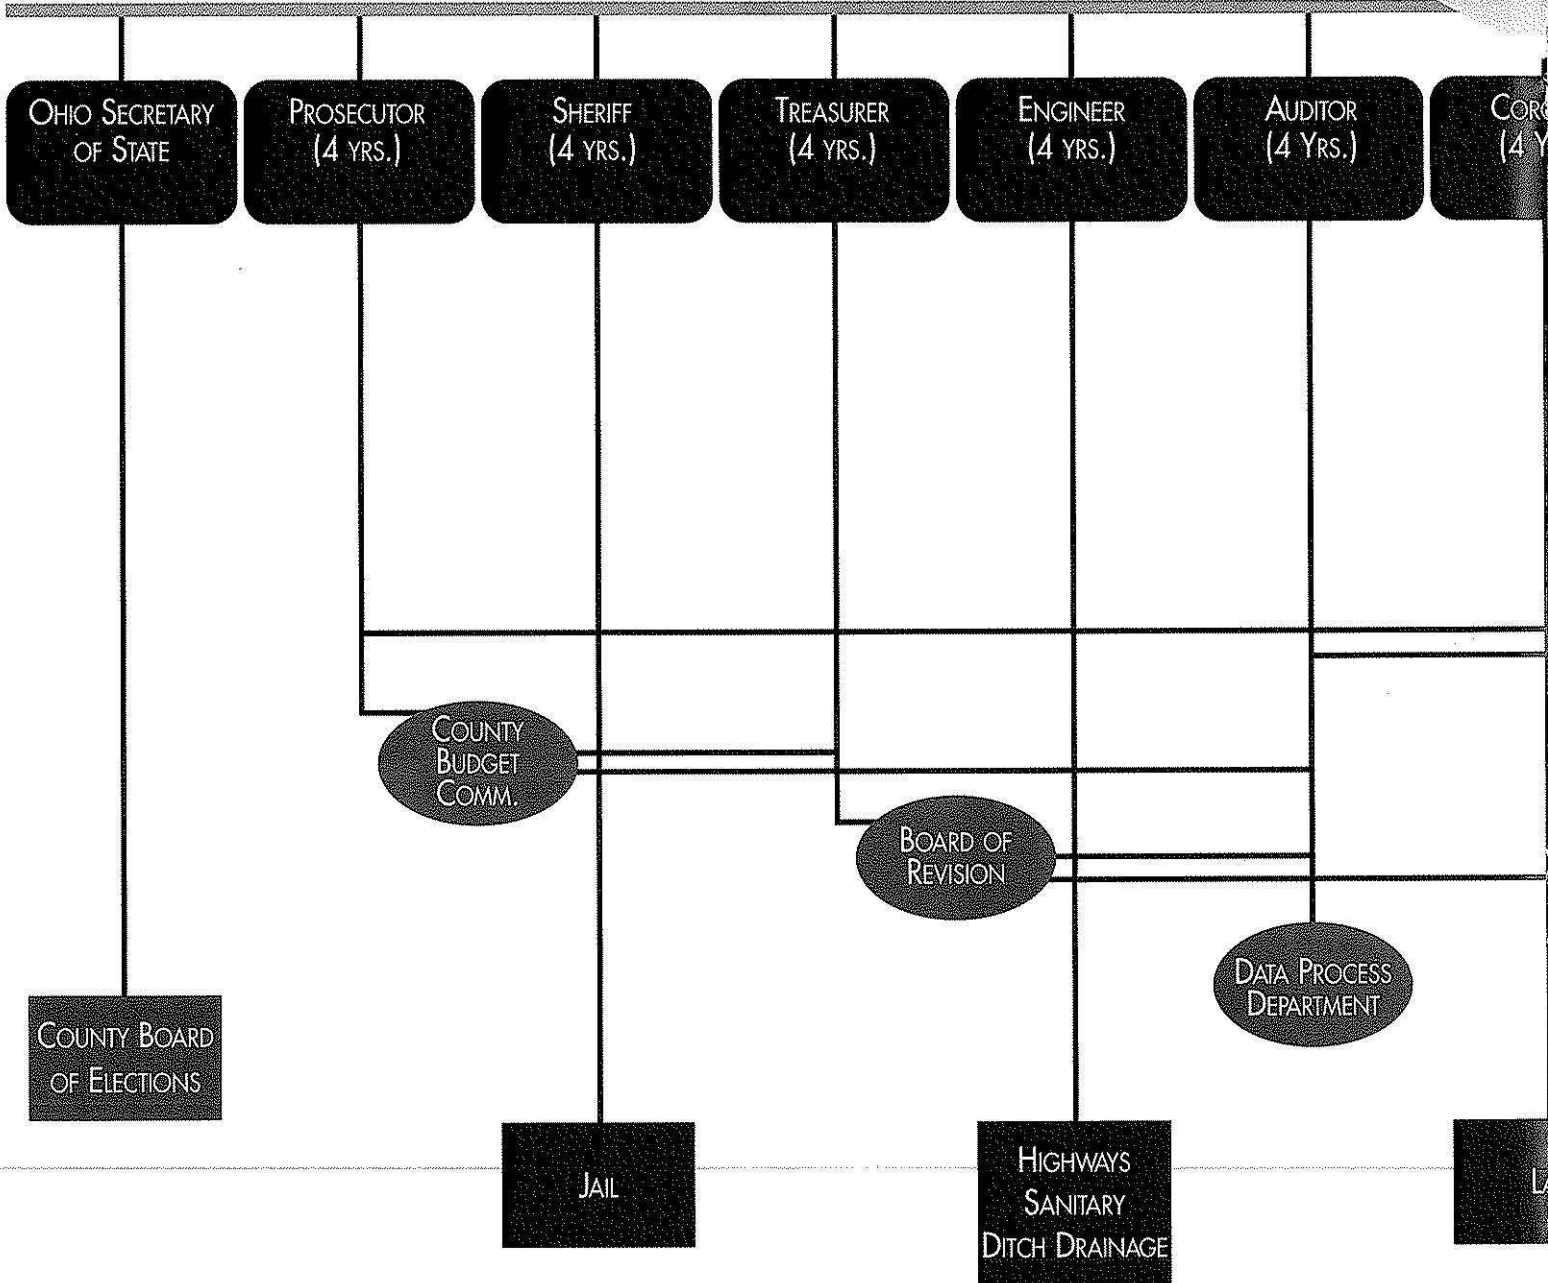 OHIO SECRETARY
OF STATE
PROSECUTOR
(4 YRS.)
SHERIFF
(4 YRS.)
TREASURER
(4 YRS.)
ENGINEER
(4 YRS.)
AUDITOR
(4 YRS.)
COUNTY
BUDGET
COMM.
BOARD OF
REVISION
DATA PROCESS
DEPARTMENT
COUNTY BOARD
OF ELECTIONS
JAIL
HIGHWAYS
SANITARY
DITCH DRAINAGE